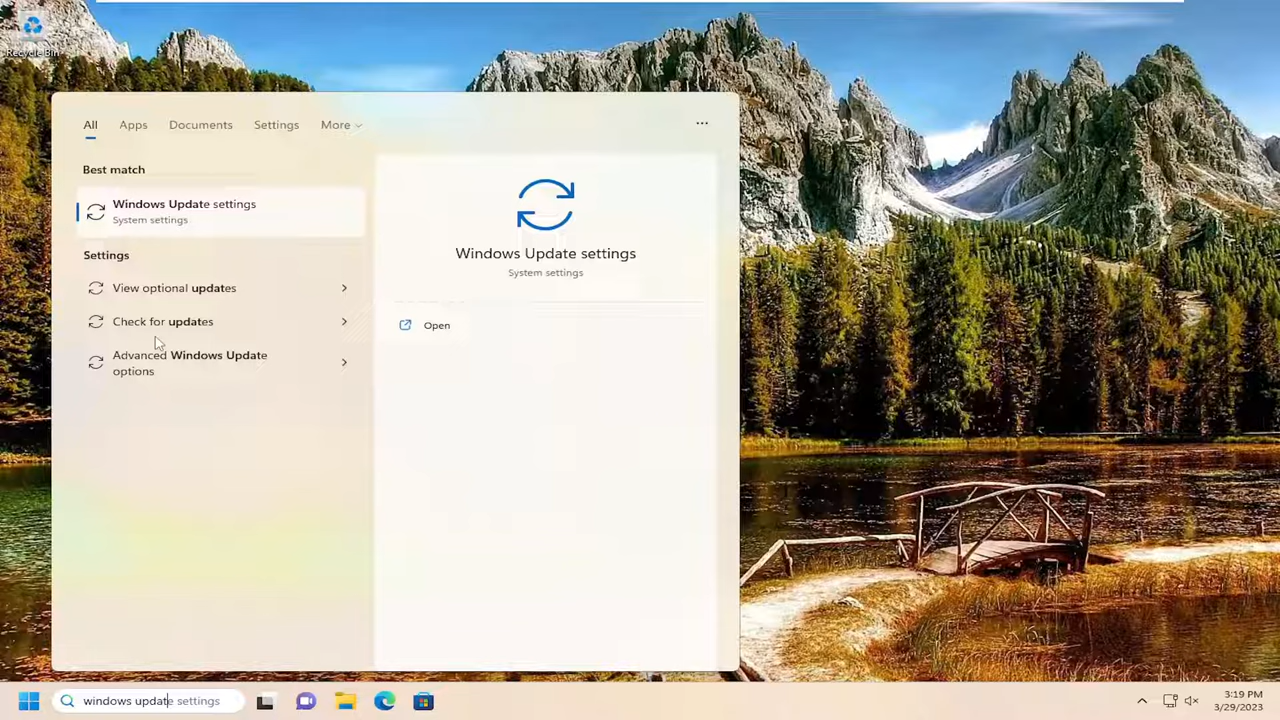 Recycle Bin
All Apps Documents Settings More
Best match
Windows Update settings
System settings
Settings
View optional updates
Check for updates
Advanced Windows Update
options
Windows Update settings
System settings
Open
windows update settings
3:19 PM
3/29/2023